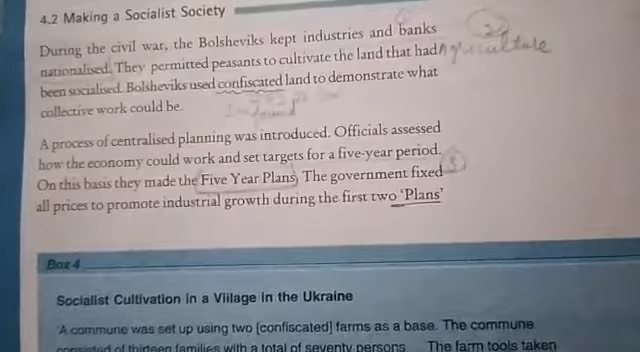 4.2 Making a Socialist Society
During the civil war, the Bolsheviks kept industries and banks
nationalised. They permitted peasants to cultivate the land that had Agriculture
been socialised. Bolsheviks used confiscated land to demonstrate what
collective work could be.
A process of centralised planning was introduced. Officials assessed
how the economy could work and set targets for a five-year period.
On this basis they made the Five Year Plans. The government fixed
all prices to promote industrial growth during the first two ‘Plans’
Box 4
Socialist Cultivation in a Village in the Ukraine
‘A commune was set up using two [confiscated] farms as a base. The commune
consisted of thirteen families with a total of seventy persons The farm tools taken